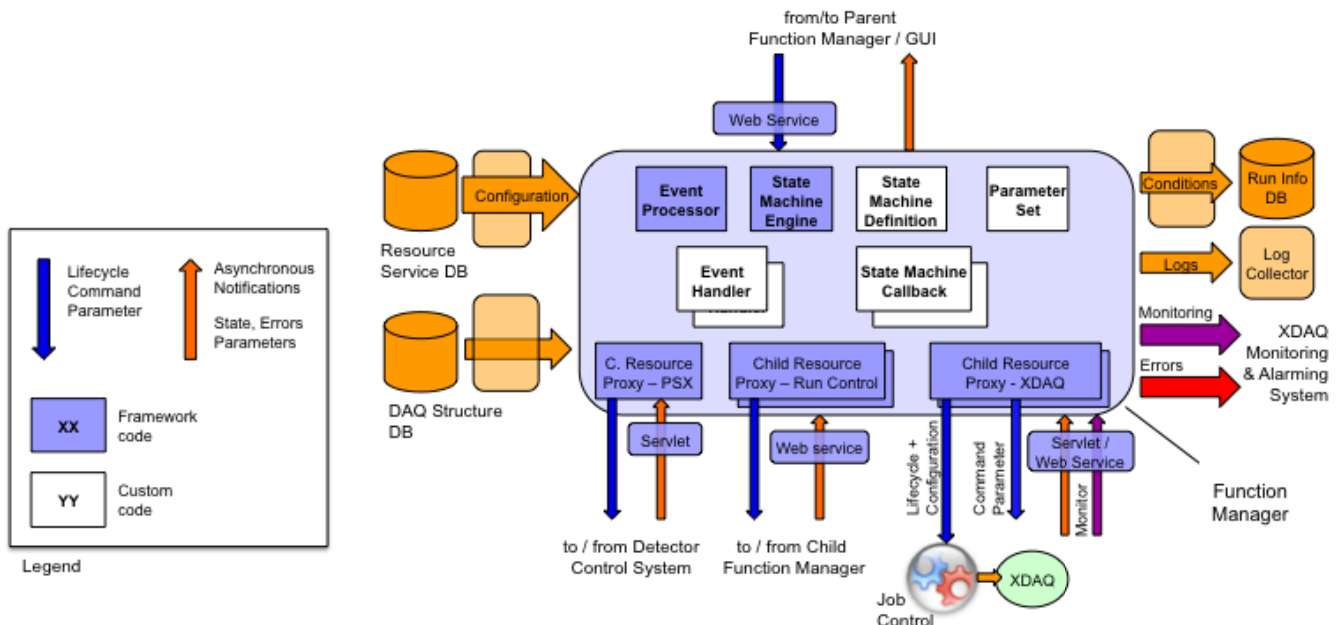 from/to Parent
Function Manager / GUI
Web Service
Configuration
Resource
Service DB
DAQ Structure
DB
Event
Processor
State
Machine
Engine
State
Machine
Definition
Parameter
Set
Event
Handler
Handler
State Machine
Callback
C. Resource
Proxy – PSX
Child Resource
Proxy – Run Control
Child Resource
Proxy - XDAQ
Conditions
Run Info
DB
Logs
Log
Collector
Monitoring
Errors
XDAQ
Monitoring
& Alarming
System
Servlet
Web service
Lifecycle +
Configuration
Command
Parameter
Servlet /
Web Service
Monitor
Function
Manager
to / from Detector
Control System
to / from Child
Function Manager
Job
Control
XDAQ
Lifecycle
Command
Parameter
Asynchronous
Notifications
State, Errors
Parameters
XX
Framework
code
YY
Custom
code
Legend